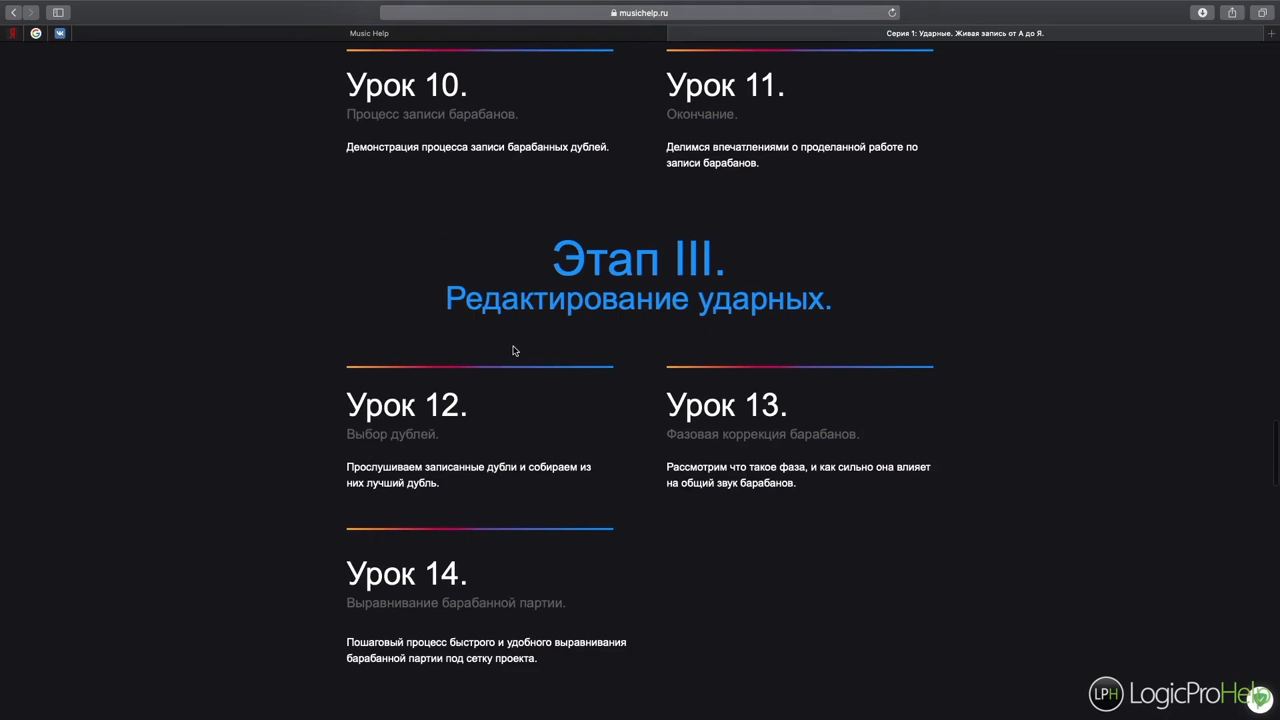 musichelp.ru
Music Help
Серия 1: Ударные. Живая запись от А до Я.
Урок 10.
Процесс записи барабанов.
Демонстрация процесса записи барабанных дублей.
Урок 11.
Окончание.
Делимся впечатлениями о проделанной работе по
записи барабанов.
Этап III.
Редактирование ударных.
Урок 12.
Выбор дублей.
Прослушиваем записанные дубли и собираем из
них лучший дубль.
Урок 13.
Фазовая коррекция барабанов.
Рассмотрим что такое фаза, и как сильно она влияет
на общий звук барабанов.
Урок 14.
Выравнивание барабанной партии.
Пошаговый процесс быстрого и удобного выравнивания
барабанной партии под сетку проекта.
LPH LogicProHelp